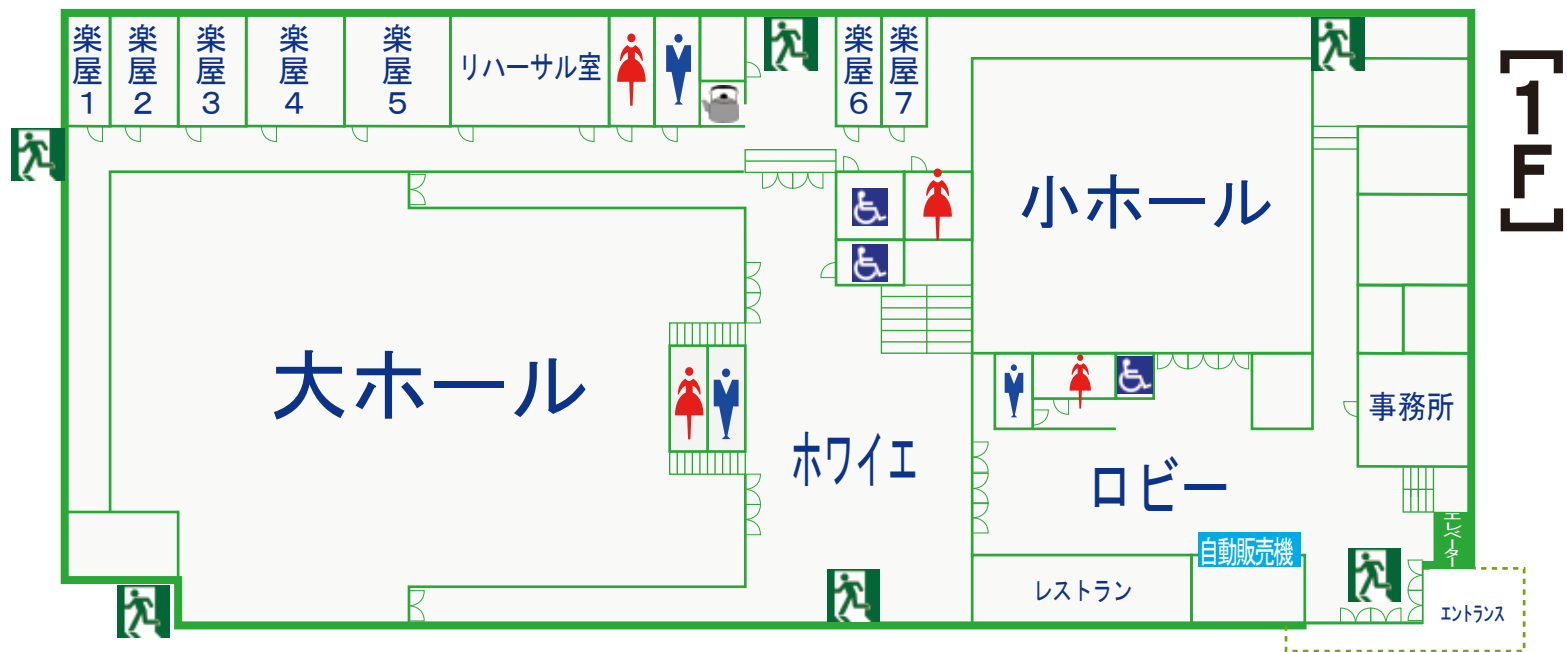 楽屋1
楽屋2
楽屋3
楽屋4
楽屋5
リハーサル室
楽屋6
楽屋7
[1F]
小ホール
大ホール
ホワイエ
事務所
ロビー
エレベーター
自動販売機
レストラン
エントランス